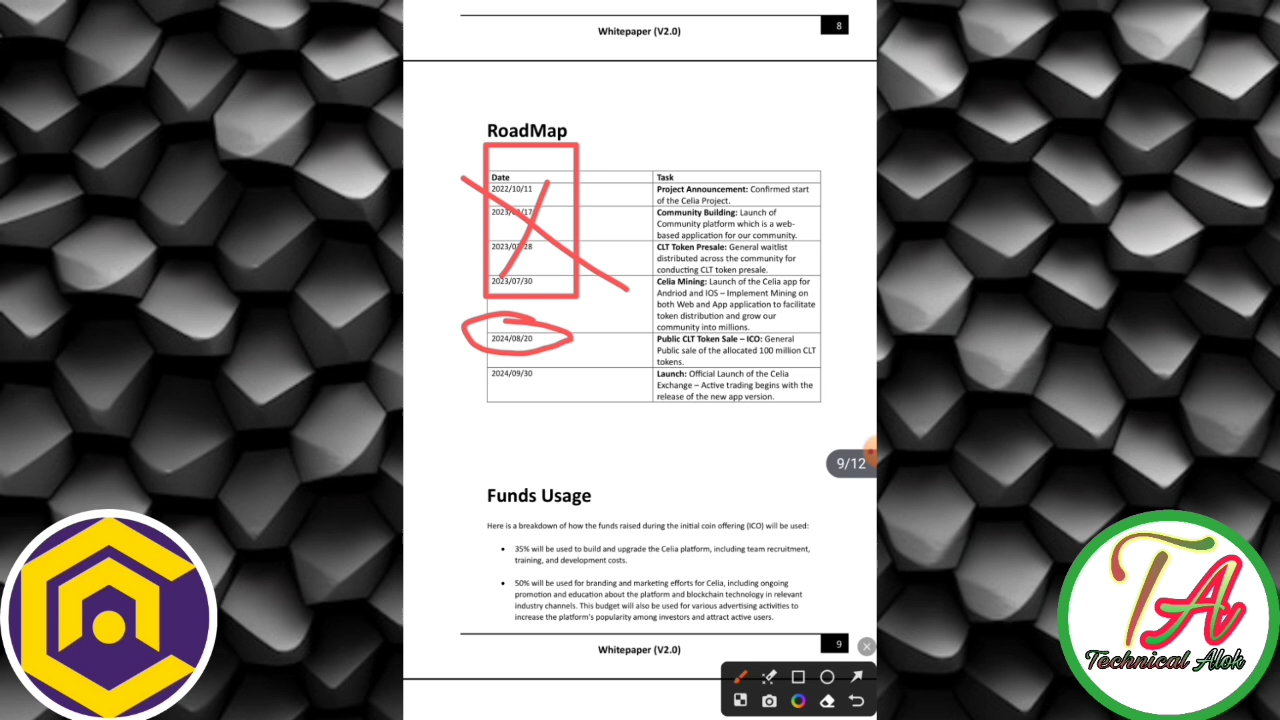 8
Whitepaper (V2.0)
RoadMap
Date Task
2022/10/11 Project Announcement: Confirmed start
of the Celia Project.
Community Building: Launch of
Community platform which is a web-
based application for our community.
CLT Token Presale: General waitlist
distributed across the community for
conducting CLT token presale.
2023/07/30 Celia Mining: Launch of the Celia app for
Andriod and IOS – Implement Mining on
both Web and App application to facilitate
token distribution and grow our
community into millions.
2024/08/20 Public CLT Token Sale – ICO: General
Public sale of the allocated 100 million CLT
tokens.
2024/09/30 Launch: Official Launch of the Celia
Exchange – Active trading begins with the
release of the new app version.
9/12
Funds Usage
Here is a breakdown of how the funds raised during the initial coin offering (ICO) will be used:
• 35% will be used to build and upgrade the Celia platform, including team recruitment,
training, and development costs.
• 50% will be used for branding and marketing efforts for Celia, including ongoing
promotion and education about the platform and blockchain technology in relevant
industry channels. This budget will also be used for various advertising activities to
increase the platform's popularity among investors and attract active users.
9
Whitepaper (V2.0)
TA
Technical Alok